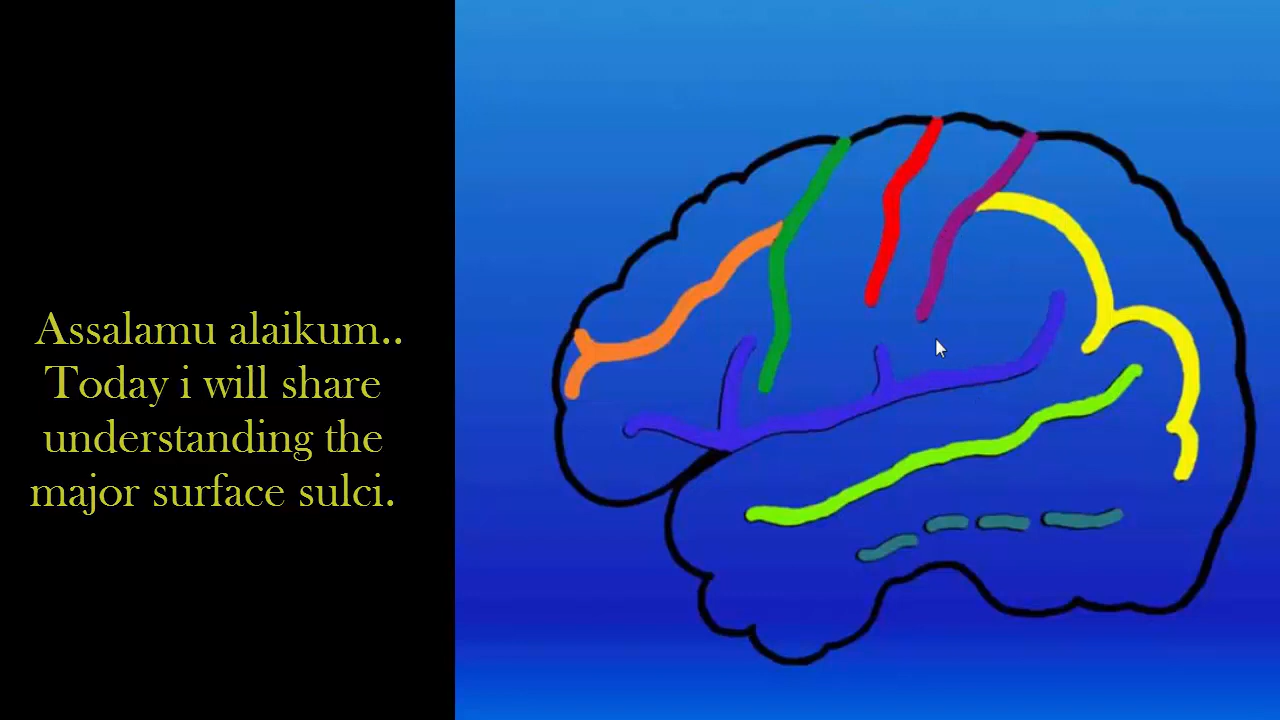 Assalamu alaikum..
Today i will share
understanding the
major surface sulci.